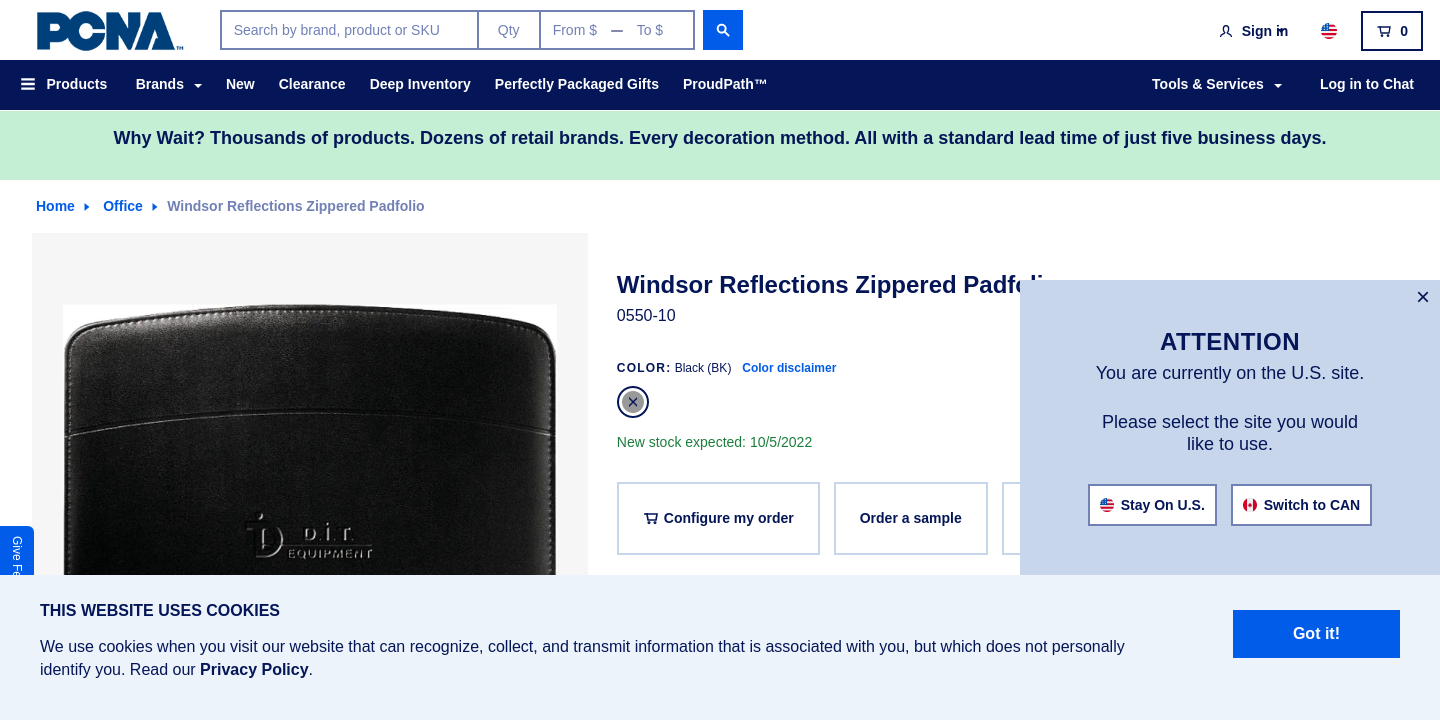 PCNA™
Search by brand, product or SKU
Qty
From $ — To $
Sign in
0
Products
Brands
New
Clearance
Deep Inventory
Perfectly Packaged Gifts
ProudPath™
Tools & Services
Log in to Chat
Why Wait? Thousands of products. Dozens of retail brands. Every decoration method. All with a standard lead time of just five business days.
Home
Office
Windsor Reflections Zippered Padfolio
D.I.T.
EQUIPMENT
Windsor Reflections Zippered Padfoli
0550-10
COLOR: Black (BK) Color disclaimer
New stock expected: 10/5/2022
Configure my order
Order a sample
ATTENTION
You are currently on the U.S. site.
Please select the site you would
like to use.
Stay On U.S.
Switch to CAN
Give Fe
THIS WEBSITE USES COOKIES
We use cookies when you visit our website that can recognize, collect, and transmit information that is associated with you, but which does not personally
identify you. Read our Privacy Policy.
Got it!